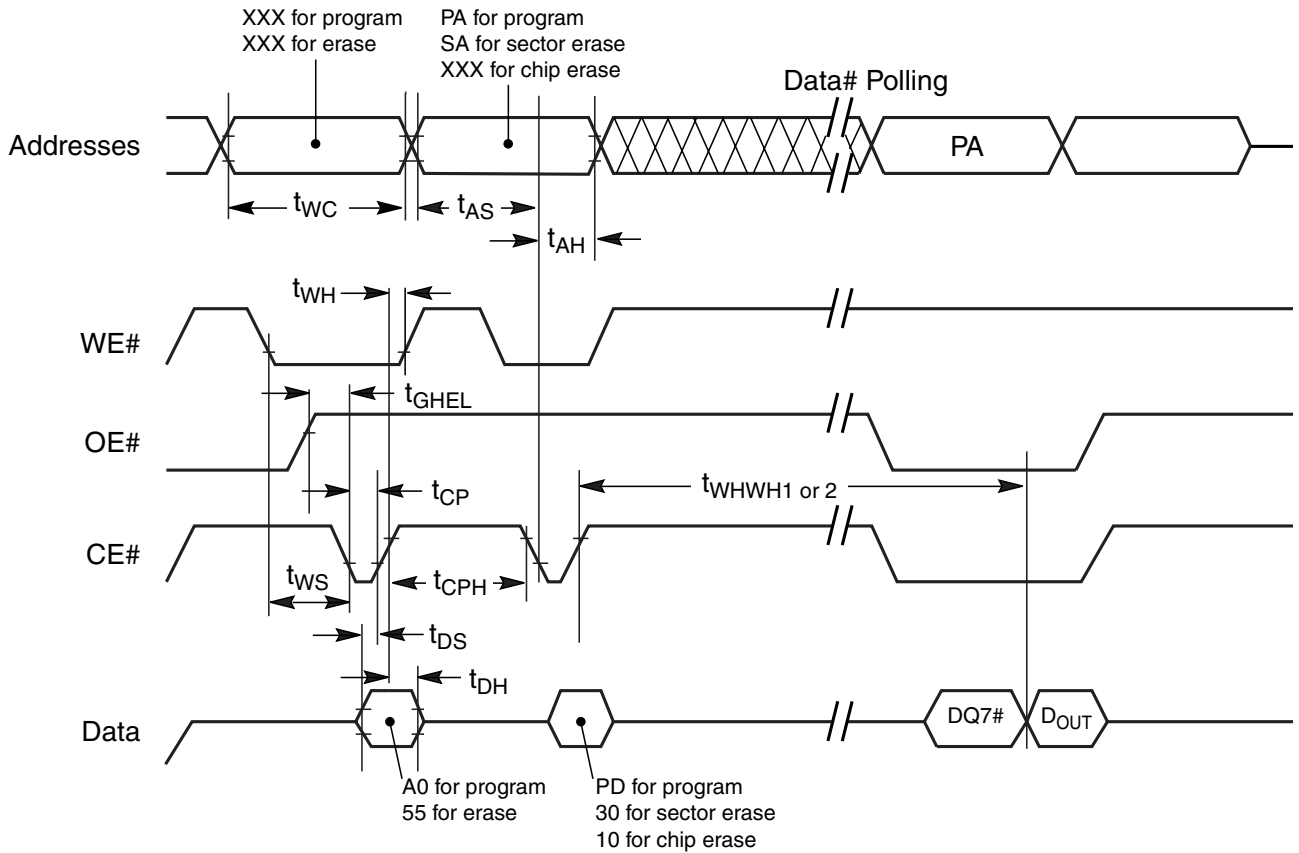 XXX for program
XXX for erase
PA for program
SA for sector erase
XXX for chip erase
Data# Polling
Addresses
PA
tWC
tAS
tAH
tWH
WE#
tGHEL
OE#
tCP
tWHWH1 or 2
CE#
tWS
tCPH
tDS
tDH
Data
DQ7#
DOUT
A0 for program
55 for erase
PD for program
30 for sector erase
10 for chip erase